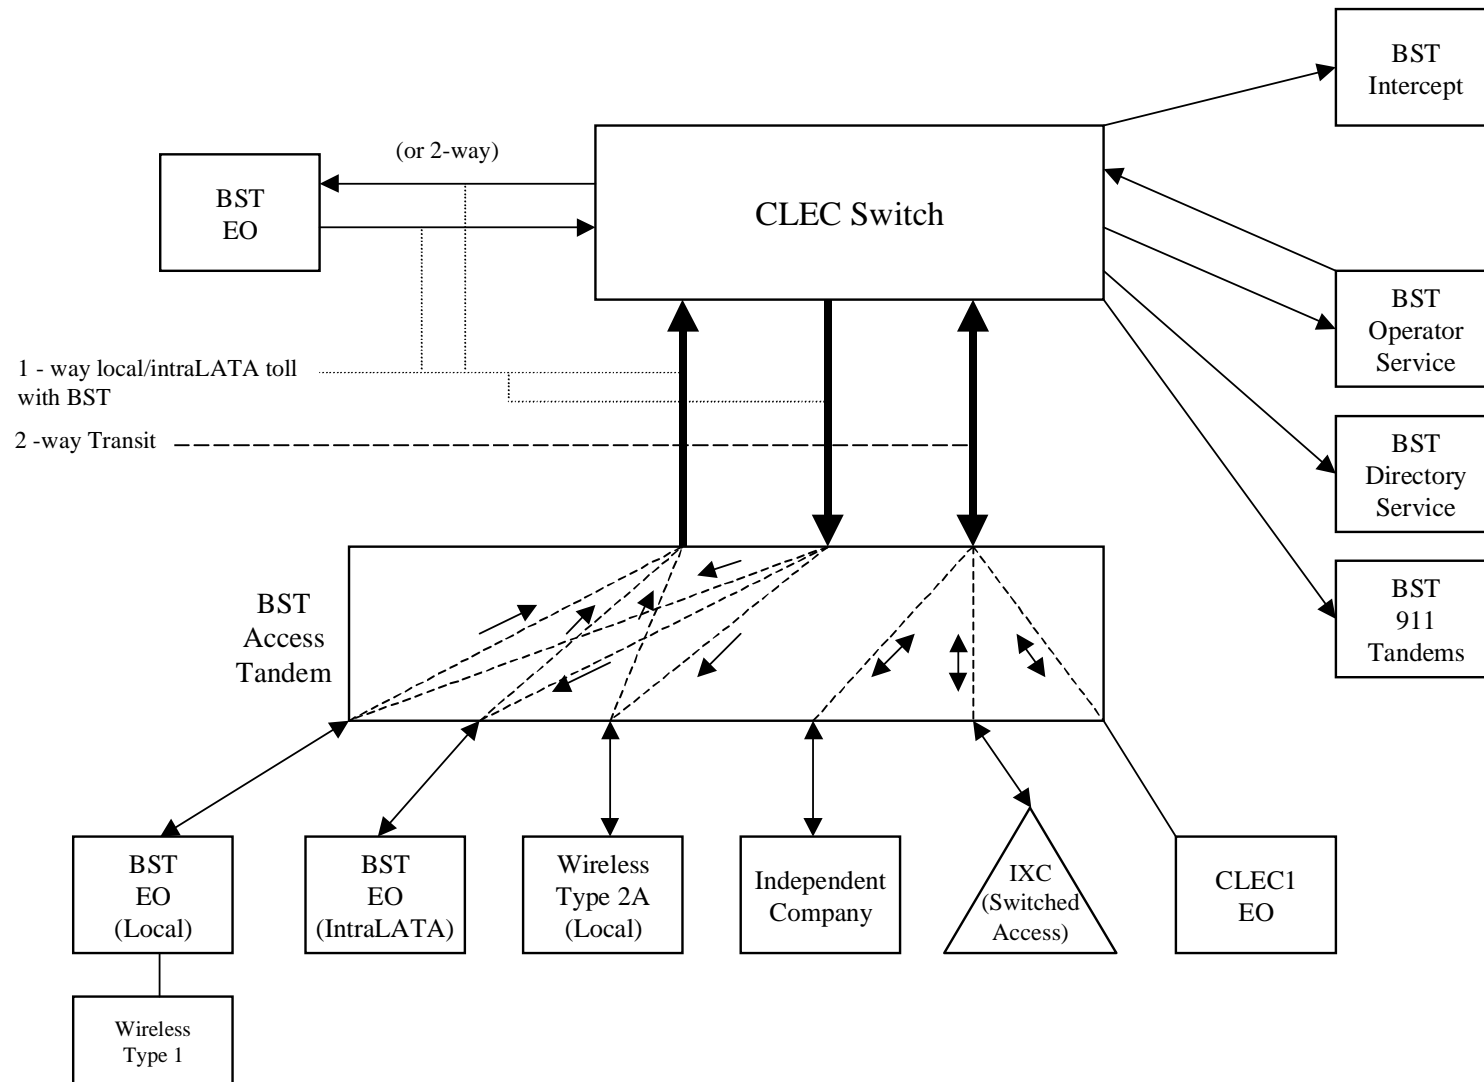 BST
Intercept
(or 2-way)
BST
EO
CLEC Switch
BST
Operator
Service
1 - way local/intraLATA toll
with BST
2 -way Transit
BST
Directory
Service
BST
Access
Tandem
BST
911
Tandems
BST
EO
(Local)
BST
EO
(IntraLATA)
Wireless
Type 2A
(Local)
Independent
Company
IXC
(Switched
Access)
CLEC1
EO
Wireless
Type 1